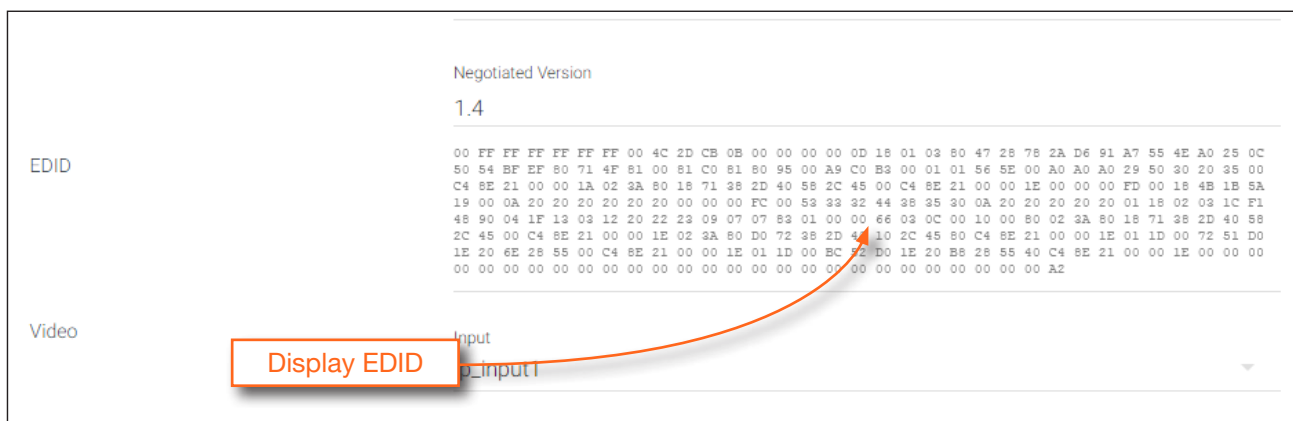 Negotiated Version
1.4
EDID
00 FF FF FF FF FF FF 00 4C 2D CB 0B 00 00 00 00 0D 18 01 03 80 47 28 78 2A D6 91 A7 55 4E A0 25 0C
50 54 BF EF 80 71 4F 81 00 81 C0 81 80 95 00 A9 C0 B3 00 01 01 56 5E 00 A0 A0 A0 29 50 30 20 35 00
C4 8E 21 00 00 1A 02 3A 80 18 71 38 2D 40 58 2C 45 00 C4 8E 21 00 00 1E 00 00 00 FD 00 18 4B 1B 5A
19 00 0A 20 20 20 20 20 20 00 00 00 FC 00 53 33 32 44 38 35 30 0A 20 20 20 20 20 01 18 02 03 1C F1
48 90 04 1F 13 03 12 20 22 23 09 07 07 83 01 00 00 66 03 0C 00 10 00 80 02 3A 80 18 71 38 2D 40 58
2C 45 00 C4 8E 21 00 00 1E 02 3A 80 D0 72 38 2D 40 10 2C 45 80 C4 8E 21 00 00 1E 01 1D 00 72 51 D0
1E 20 6E 28 55 00 C4 8E 21 00 00 1E 01 1D 00 BC 52 D0 1E 20 B8 28 55 40 C4 8E 21 00 00 1E 00 00 00
00 00 00 00 00 00 00 00 00 00 00 00 00 00 00 00 00 00 00 00 00 00 00 00 A2
Video
Input
Display EDID
p_input1